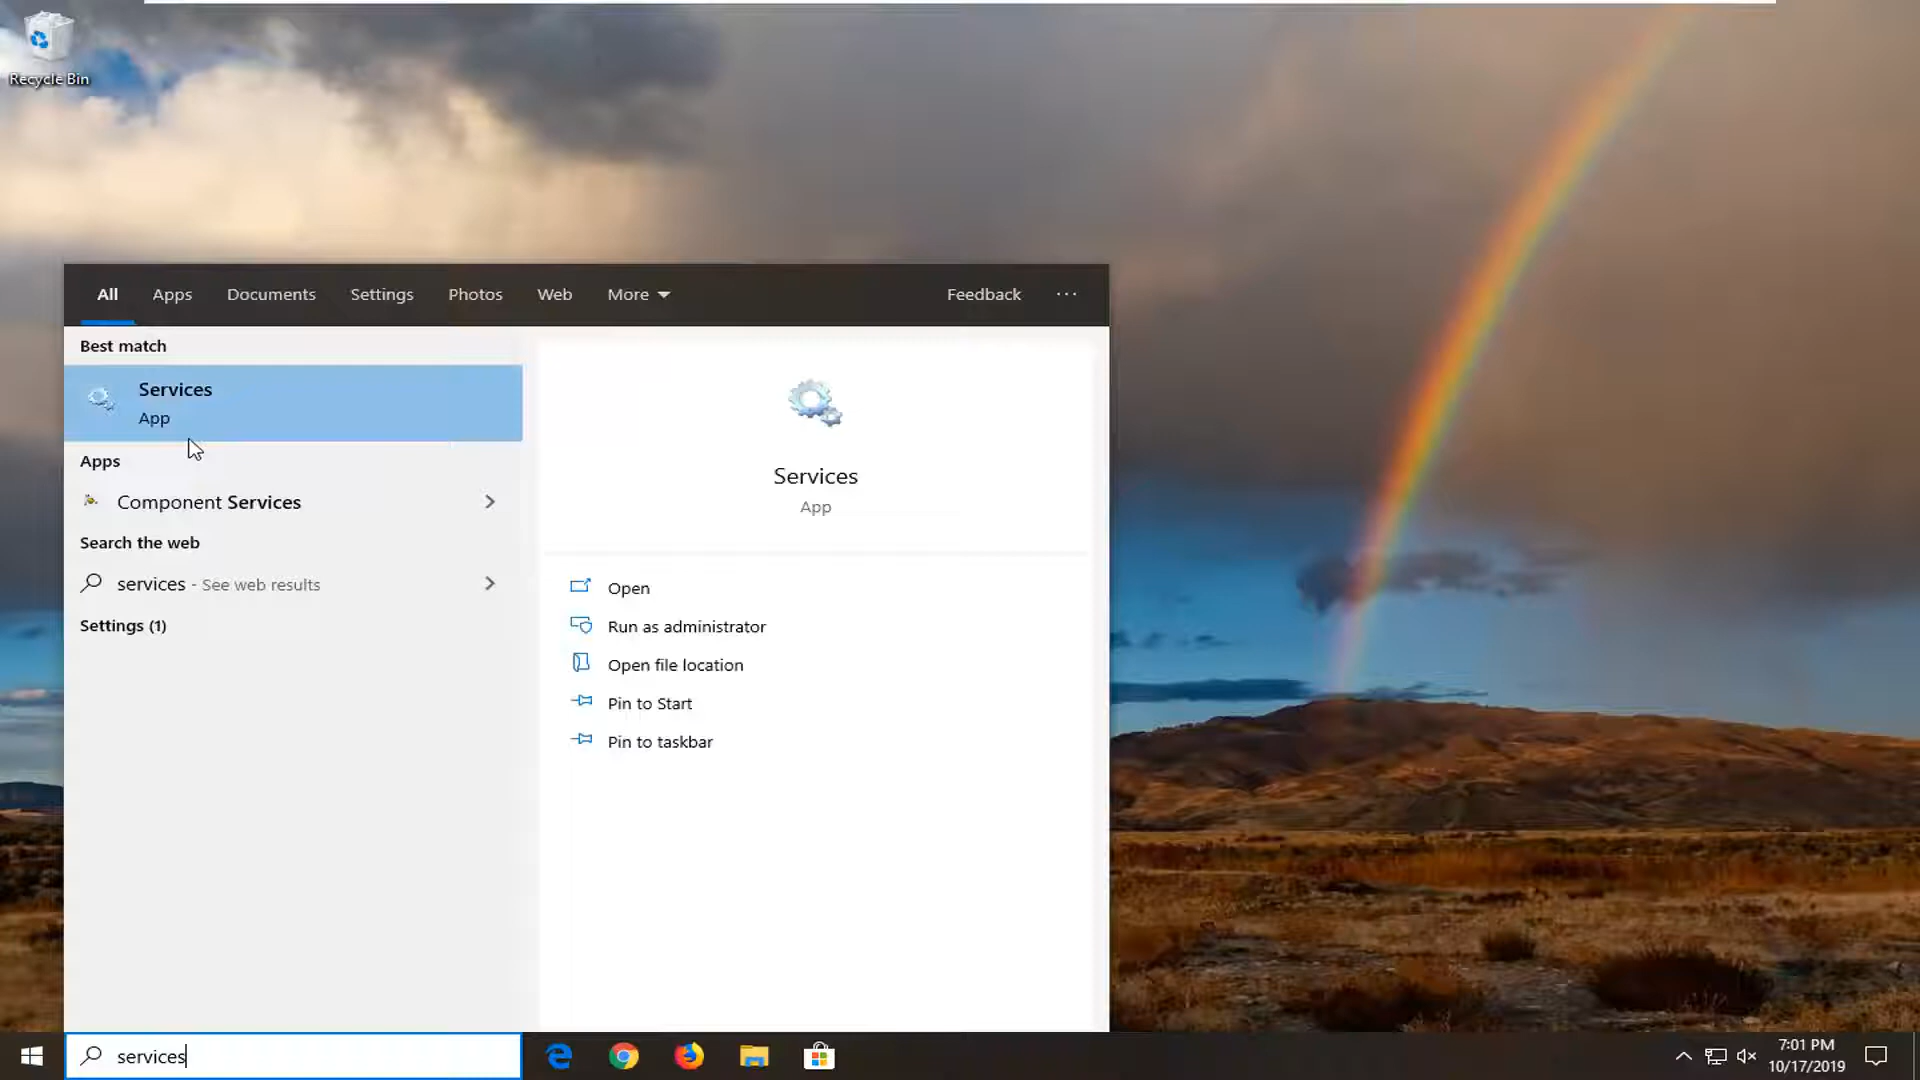 Recycle Bin
All Apps Documents Settings Photos Web More Feedback ···
Best match
Services
App
Apps
Component Services
Search the web
services - See web results
Settings (1)
Services
App
Open
Run as administrator
Open file location
Pin to Start
Pin to taskbar
services
7:01 PM
10/17/2019